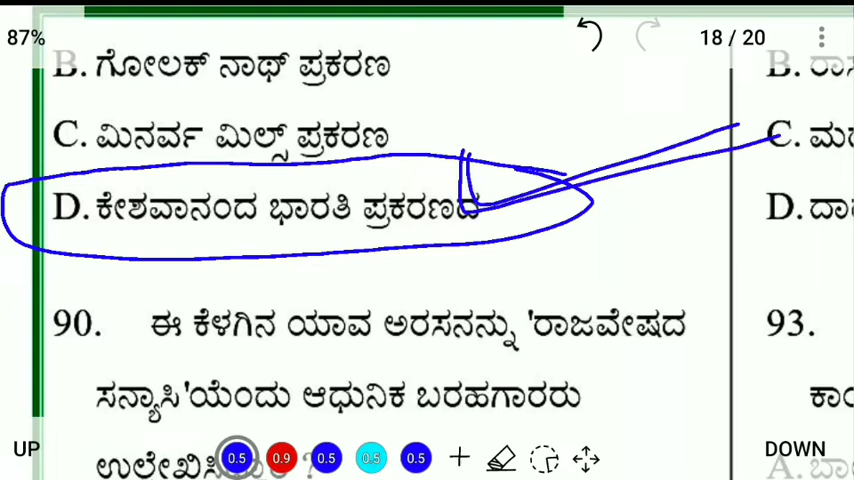 87%
18 / 20
B. ಗೋಲಕ್ ನಾಥ್ ಪ್ರಕರಣ
C. ಮಿನರ್ವ ಮಿಲ್ಸ್ ಪ್ರಕರಣ
D. ಕೇಶವಾನಂದ ಭಾರತಿ ಪ್ರಕರಣದ
90. ಈ ಕೆಳಗಿನ ಯಾವ ಅರಸನನ್ನು 'ರಾಜವೇಷದ
ಸನ್ಯಾಸಿ'ಯೆಂದು ಆಧುನಿಕ ಬರಹಗಾರರು
B.
C.
D.
93.
A.
UP
0.5 0.9 0.5 0.5 0.5
DOWN